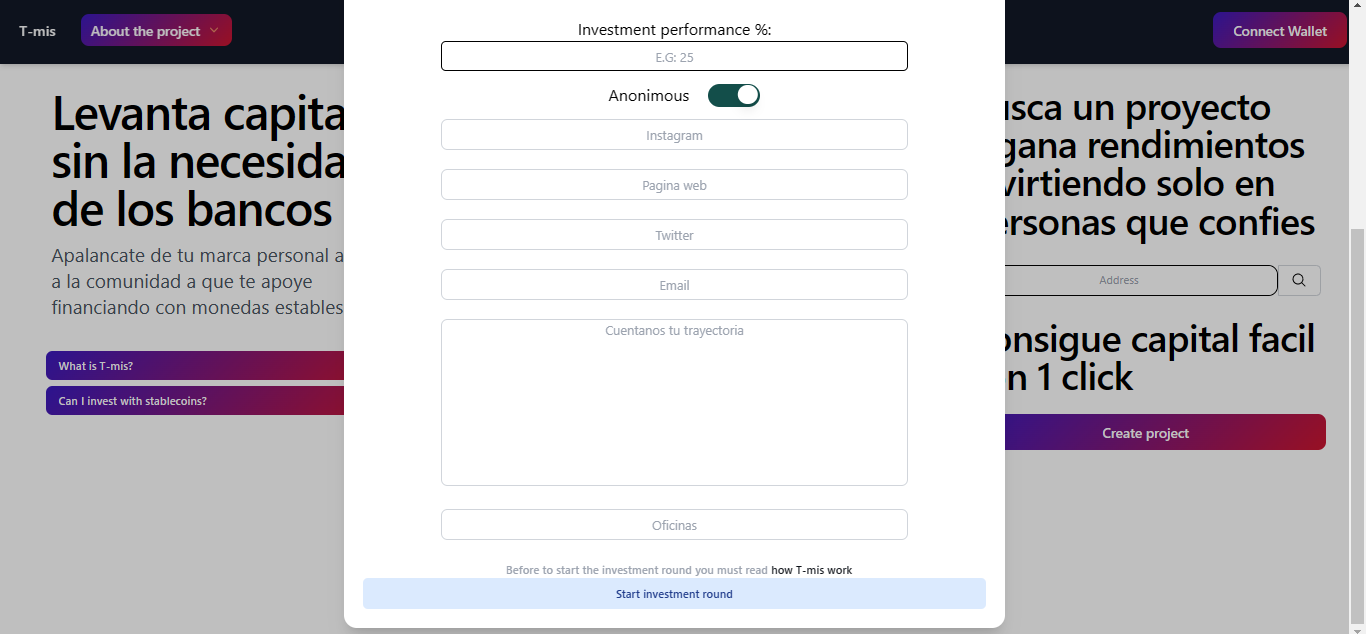 T-mis
About the project
Connect Wallet
Investment performance %:
E.G: 25
Anonimous
Instagram
Pagina web
Twitter
Email
Cuentanos tu trayectoria
Oficinas
Before to start the investment round you must read how T-mis work
Start investment round
Levanta capita
sin la necesida
de los bancos
Apalancate de tu marca personal a
a la comunidad a que te apoye
financiando con monedas estables
What is T-mis?
Can I invest with stablecoins?
usca un proyecto
gana rendimientos
virtiendo solo en
ersonas que confies
Address
onsigue capital facil
n 1 click
Create project